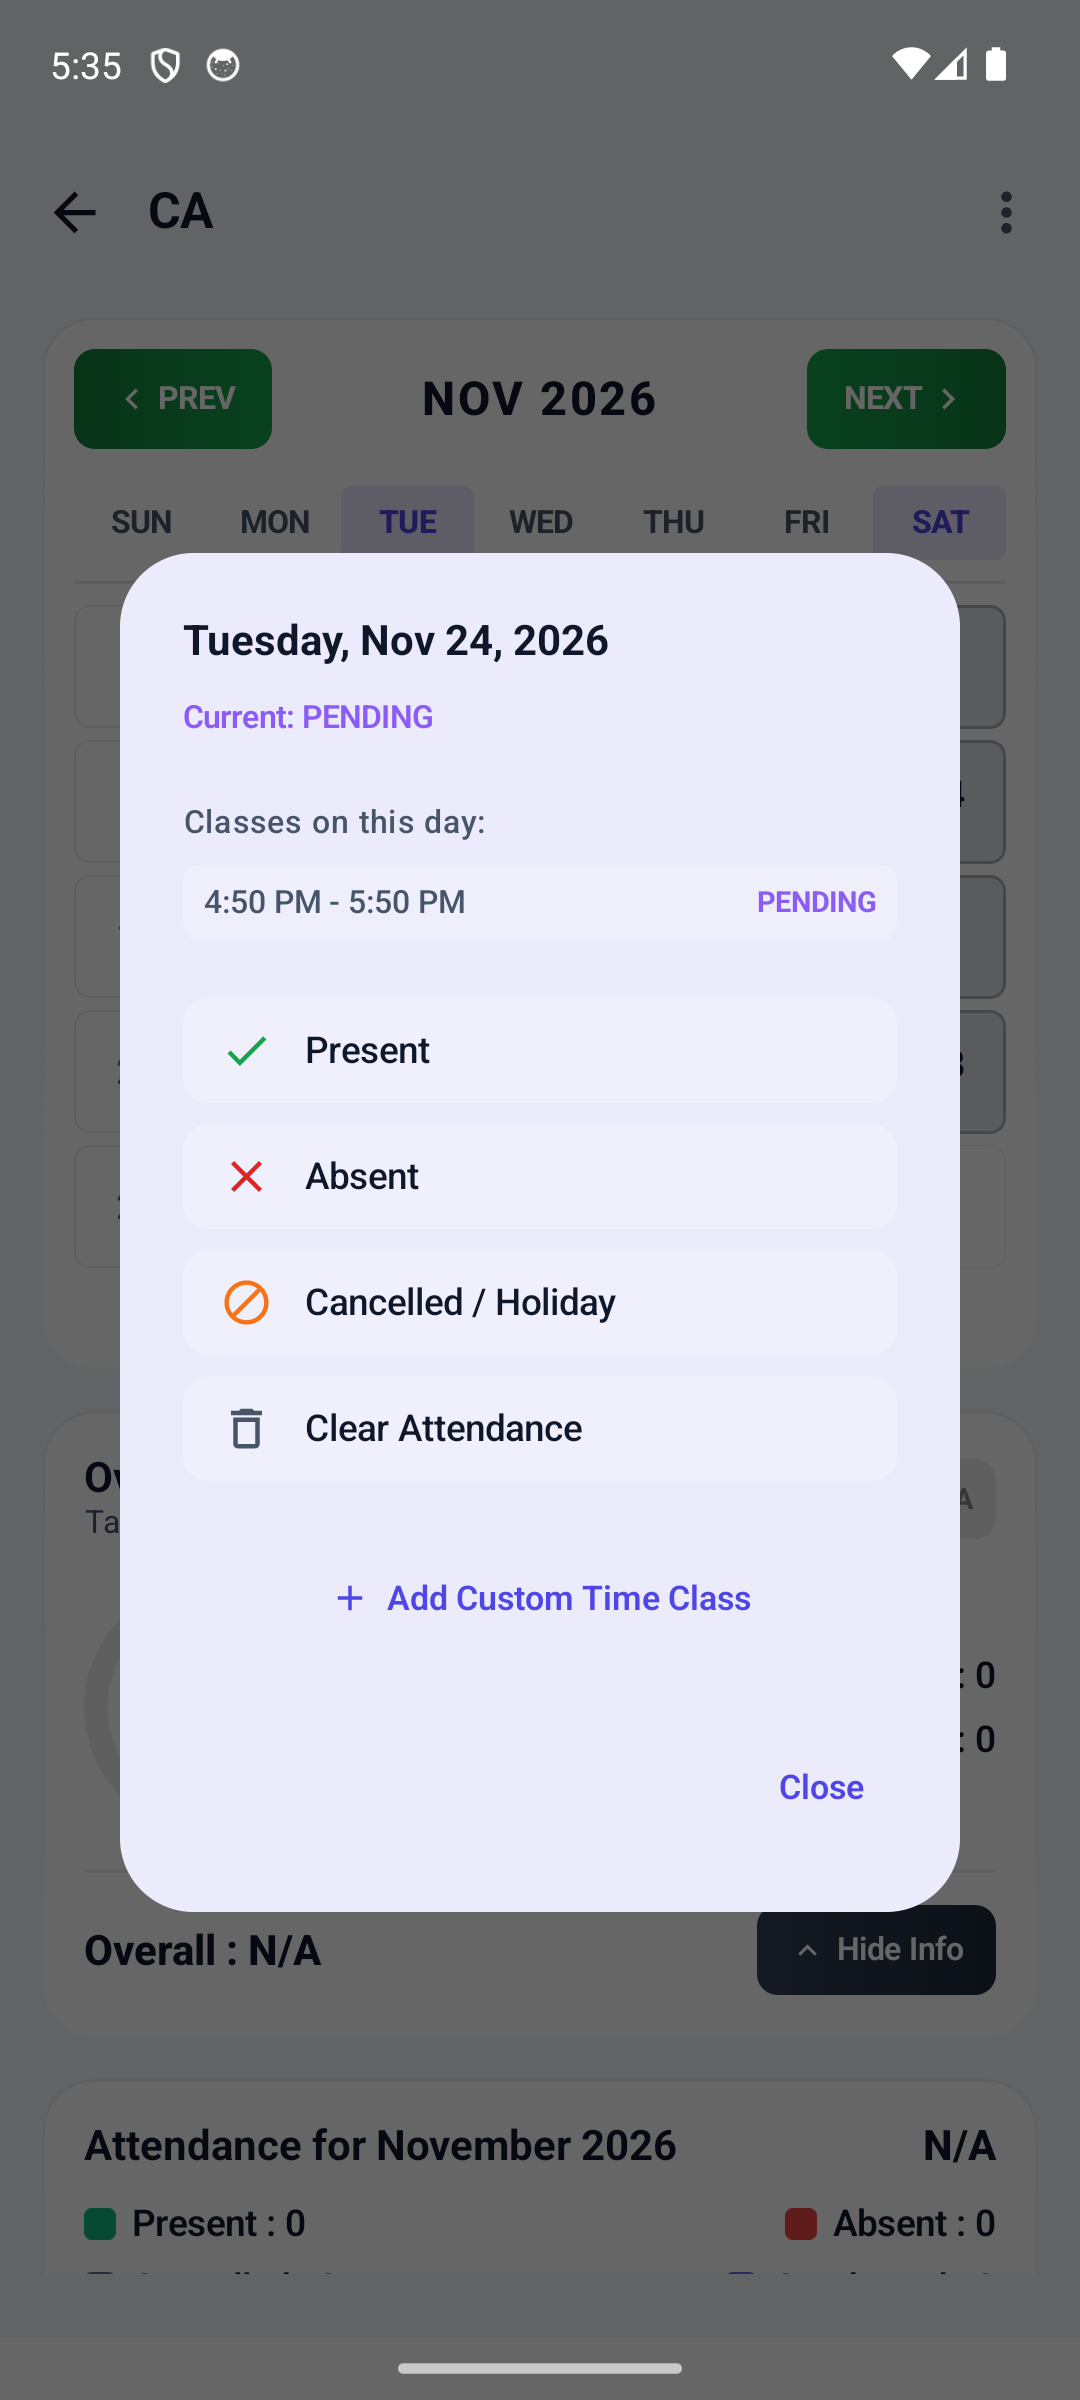 5:35
CA
PREV
NOV 2026
NEXT
SUN MON TUE WED THU FRI SAT
Tuesday, Nov 24, 2026
Current: PENDING
Classes on this day:
4:50 PM - 5:50 PM PENDING
Present
Absent
Cancelled / Holiday
Clear Attendance
Add Custom Time Class
: 0
: 0
Close
Overall : N/A
Hide Info
Attendance for November 2026 N/A
Present : 0 Absent : 0